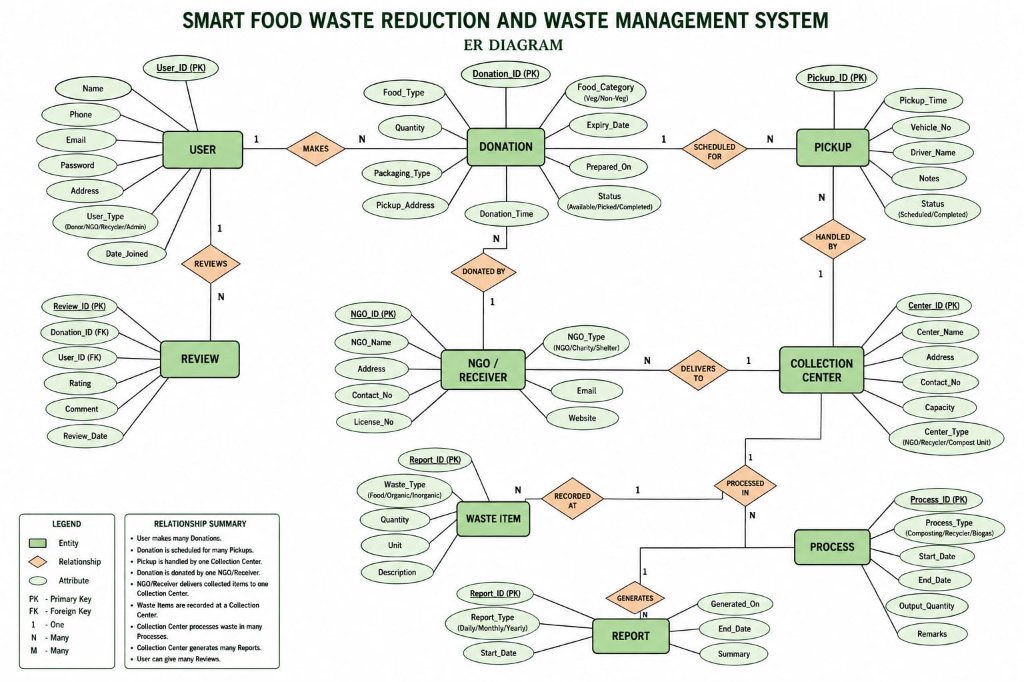 SMART FOOD WASTE REDUCTION AND WASTE MANAGEMENT SYSTEM
ER DIAGRAM
User_ID (PK)
Name
Phone
Email
Password
Address
User_Type
(Donor/NGO/Recycler/Admin)
Date_Joined
USER
1
MAKES
N
Donation_ID (PK)
Food_Type
Quantity
Packaging_Type
Pickup_Address
Food_Category
(Veg/Non-Veg)
Expiry_Date
Prepared_On
Status
(Available/Picked/Completed)
Donation_Time
DONATION
1
SCHEDULED
FOR
N
Pickup_ID (PK)
Pickup_Time
Vehicle_No
Driver_Name
Notes
Status
(Scheduled/Completed)
PICKUP
1
REVIEWS
N
N
DONATED BY
1
N
HANDLED
BY
1
Review_ID (PK)
Donation_ID (FK)
User_ID (FK)
Rating
Comment
Review_Date
REVIEW
NGO_ID (PK)
NGO_Name
Address
Contact_No
License_No
NGO_Type
(NGO/Charity/Shelter)
Email
Website
NGO /
RECEIVER
N
DELIVERS
TO
1
Center_ID (PK)
Center_Name
Address
Contact_No
Capacity
Center_Type
(NGO/Recycler/Compost Unit)
COLLECTION
CENTER
Report_ID (PK)
Waste_Type
(Food/Organic/Inorganic)
Quantity
Unit
Description
WASTE ITEM
N
RECORDED
AT
1
1
PROCESSED
IN
N
Process_ID (PK)
Process_Type
(Composting/Recycler/Biogas)
Start_Date
End_Date
Output_Quantity
Remarks
PROCESS
1
GENERATES
N
Report_ID (PK)
Report_Type
(Daily/Monthly/Yearly)
Start_Date
Generated_On
End_Date
Summary
REPORT
LEGEND
Entity
Relationship
Attribute
PK - Primary Key
FK - Foreign Key
1 - One
N - Many
M - Many
RELATIONSHIP SUMMARY
• User makes many Donations.
• Donation is scheduled for many Pickups.
• Pickup is handled by one Collection Center.
• Donation is donated by one NGO/Receiver.
• NGO/Receiver delivers collected items to one
Collection Center.
• Waste Items are recorded at a Collection
Center.
• Collection Center processes waste in many
Processes.
• Collection Center generates many Reports.
• User can give many Reviews.